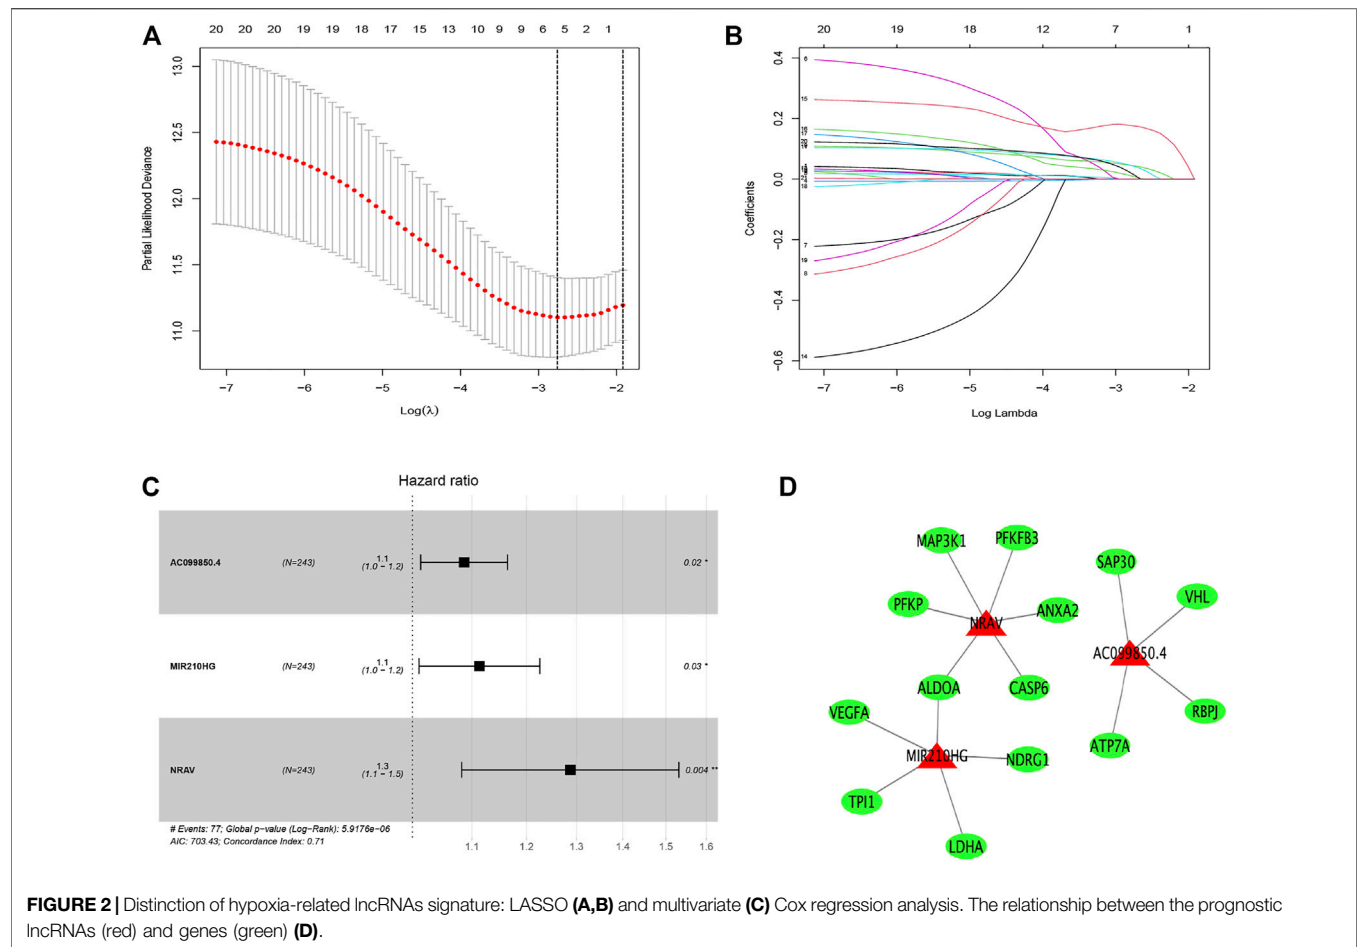 A
20 20 20 19 19 17 15 13 10 9 9 5 2 1
13.0
12.5
12.0
11.5
11.0
Partial Likelihood Deviance
−7 −6 −5 −4 −3 −2
Log(λ)
B
20 19 18 12 7 1
0.4
0.2
0.0
−0.2
−0.4
−0.6
Coefficients
6
15
16
17
18
7
19
8
14
−7 −6 −5 −4 −3 −2
Log Lambda
C
Hazard ratio
AC099850.4 (N=243) 1.1 (1.0 − 1.2) 0.02 *
MIR210HG (N=243) 1.1 (1.0 − 1.2) 0.03 *
NRAV (N=243) 1.3 (1.1 − 1.5) 0.004 **
# Events: 77; Global p−value (Log−Rank): 5.9176e−06
AIC: 703.43; Concordance Index: 0.71
1.1 1.2 1.3 1.4 1.5 1.6
D
MAP3K1
PFKFB3
PFKP
NRAV
ANXA2
ALDOA
CASP6
VEGFA
MIR210HG
NDRG1
TPI1
LDHA
SAP30
VHL
AC099850.4
RBPJ
ATP7A
FIGURE 2 | Distinction of hypoxia-related lncRNAs signature: LASSO (A,B) and multivariate (C) Cox regression analysis. The relationship between the prognostic
lncRNAs (red) and genes (green) (D).